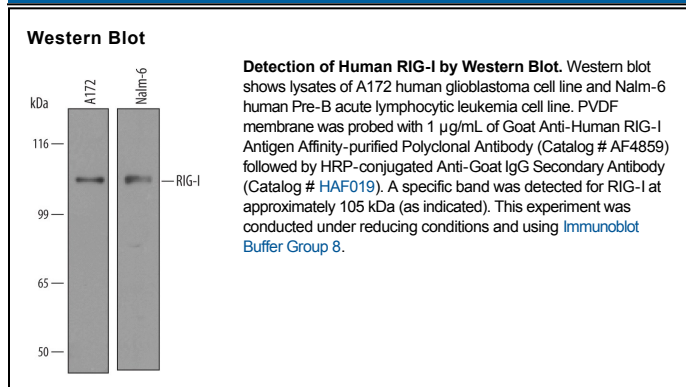 Western Blot
kDa
A172
Nalm-6
116
RIG-I
99
65
50
Detection of Human RIG-I by Western Blot. Western blot
shows lysates of A172 human glioblastoma cell line and Nalm-6
human Pre-B acute lymphocytic leukemia cell line. PVDF
membrane was probed with 1 µg/mL of Goat Anti-Human RIG-I
Antigen Affinity-purified Polyclonal Antibody (Catalog # AF4859)
followed by HRP-conjugated Anti-Goat IgG Secondary Antibody
(Catalog # HAF019). A specific band was detected for RIG-I at
approximately 105 kDa (as indicated). This experiment was
conducted under reducing conditions and using Immunoblot
Buffer Group 8.